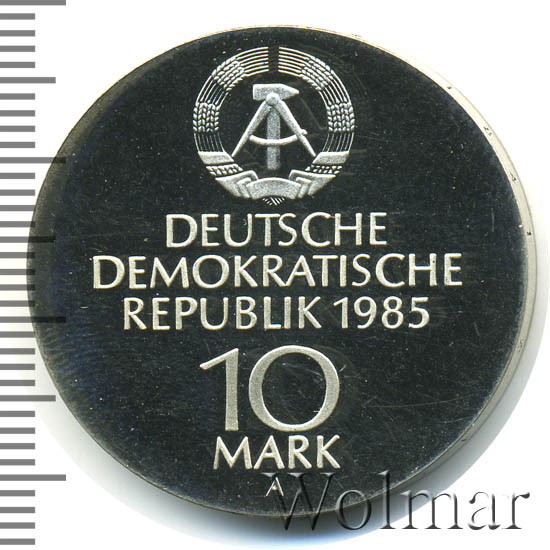 DEUTSCHE
DEMOKRATISCHE
REPUBLIK 1985
10
MARK
A
Wolmar